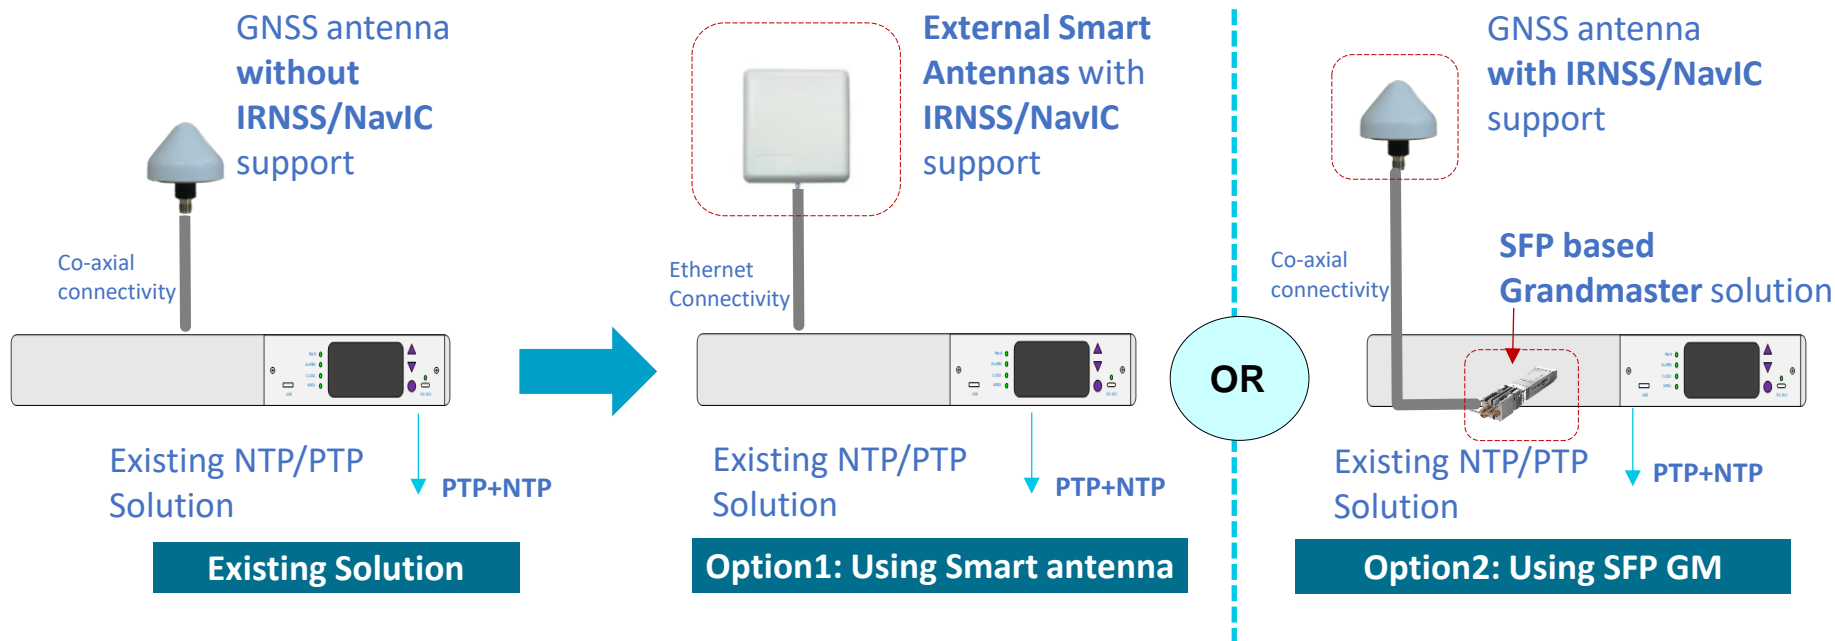 GNSS antenna
without
IRNSS/NavIC
support
Co-axial
connectivity
Existing NTP/PTP
Solution
PTP+NTP
Existing Solution
External Smart
Antennas with
IRNSS/NavIC
support
Ethernet
Connectivity
Existing NTP/PTP
Solution
PTP+NTP
Option1: Using Smart antenna
OR
GNSS antenna
with IRNSS/NavIC
support
Co-axial
connectivity
SFP based
Grandmaster solution
Existing NTP/PTP
Solution
PTP+NTP
Option2: Using SFP GM